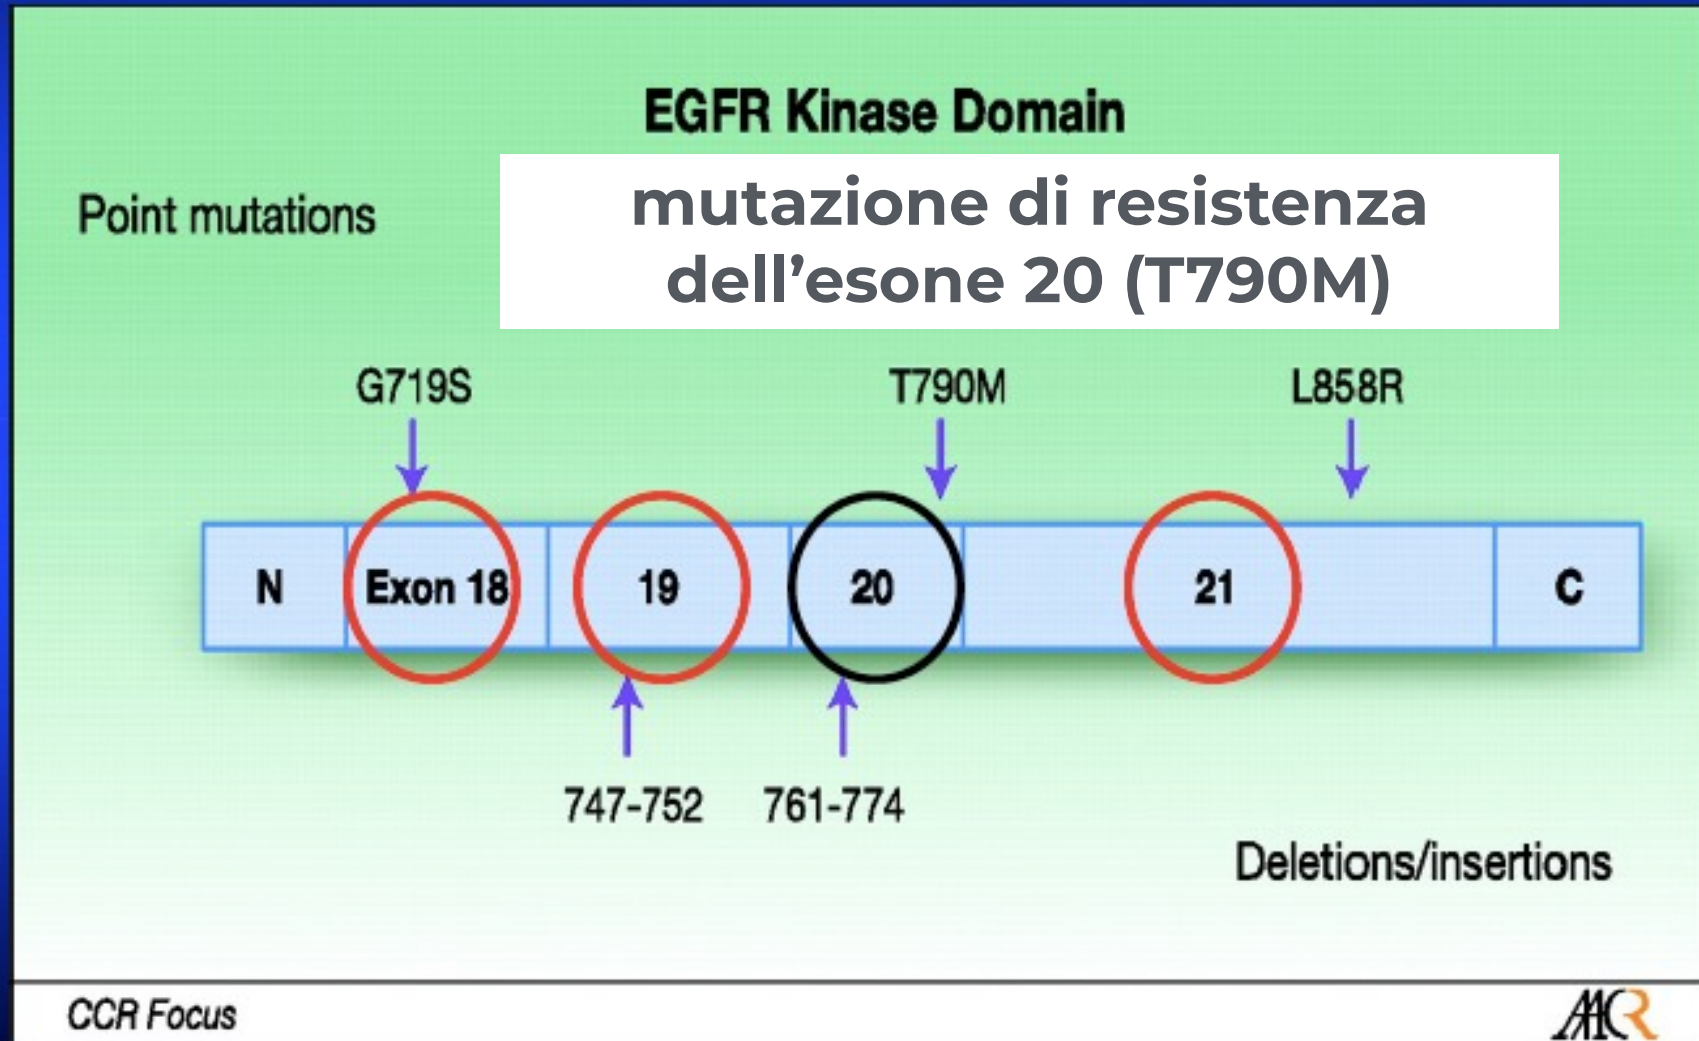 EGFR Kinase Domain
Point mutations
mutazione di resistenza
dell’esone 20 (T790M)
G719S
T790M
L858R
N
Exon 18
19
20
21
C
747-752
761-774
Deletions/insertions
CCR Focus
AACR